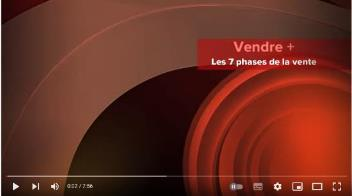 Vendre +
Les 7 phases de la vente
0:02 / 7:56